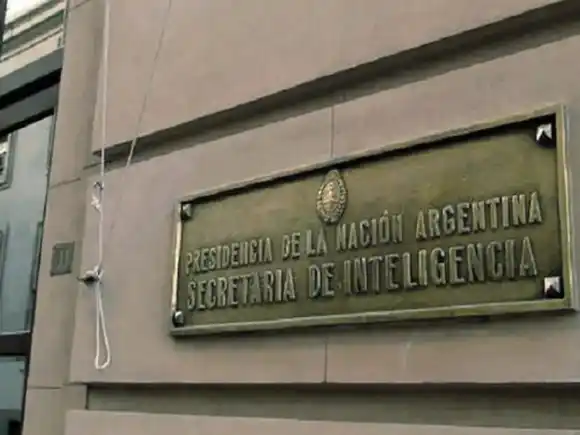 PRESIDENCIA DE LA NACIÓN ARGENTINA
SECRETARIA DE INTELIGENCIA